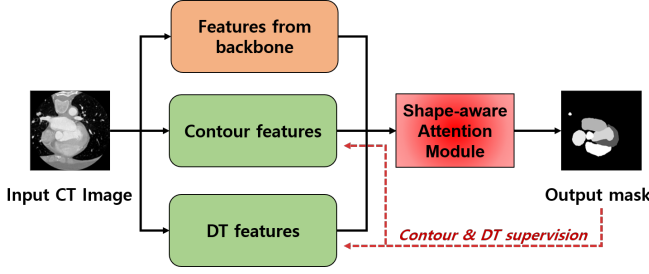 Features from
backbone
Contour features
DT features
Input CT Image
Shape-aware
Attention
Module
Output mask
Contour & DT supervision